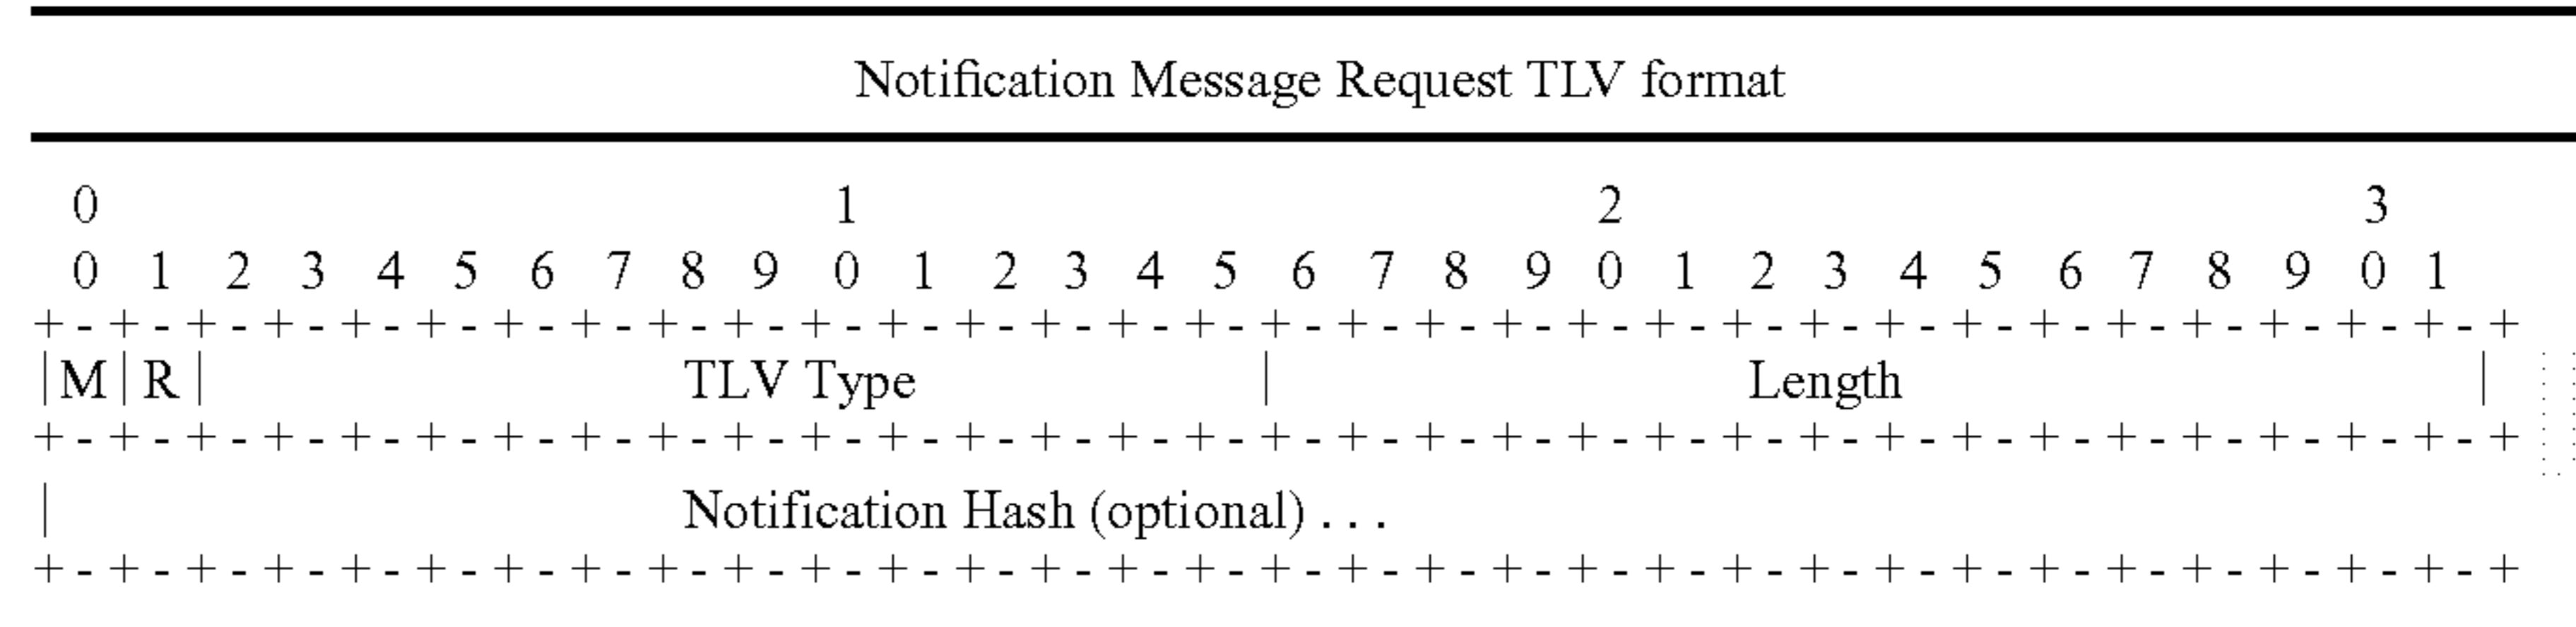 Notification Message Request TLV format
0 1 2 3
0 1 2 3 4 5 6 7 8 9 0 1 2 3 4 5 6 7 8 9 0 1 2 3 4 5 6 7 8 9 0 1
+-+-+-+-+-+-+-+-+-+-+-+-+-+-+-+-+-+-+-+-+-+-+-+-+-+-+-+-+-+-+-+-+
|M|R| TLV Type | Length |
+-+-+-+-+-+-+-+-+-+-+-+-+-+-+-+-+-+-+-+-+-+-+-+-+-+-+-+-+-+-+-+-+
| Notification Hash (optional) . . .
+-+-+-+-+-+-+-+-+-+-+-+-+-+-+-+-+-+-+-+-+-+-+-+-+-+-+-+-+-+-+-+-+